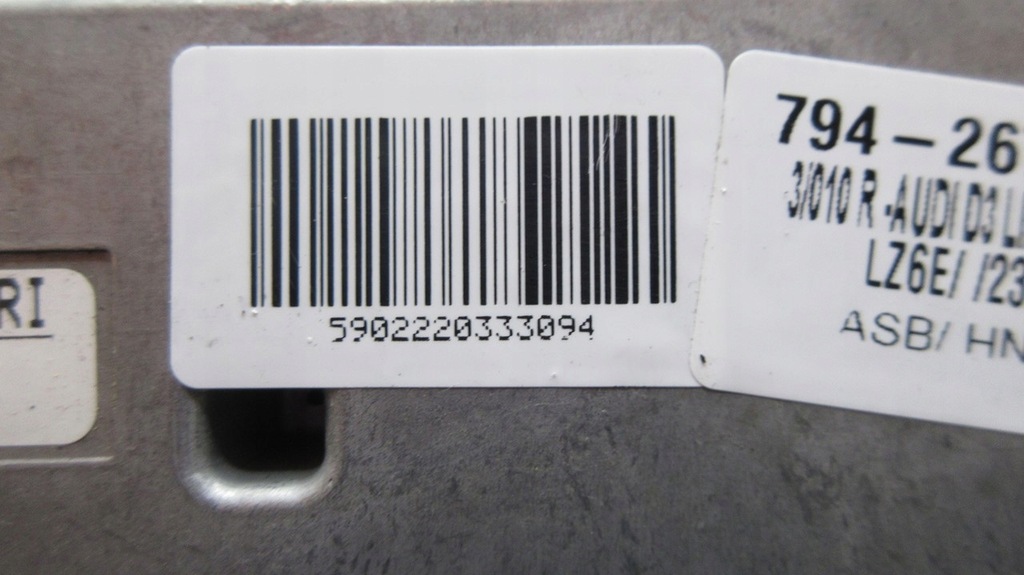 5902220333094
794-26
3/010 R-AUDI D3 L
LZ6E/ /23
ASB/ HN
RI